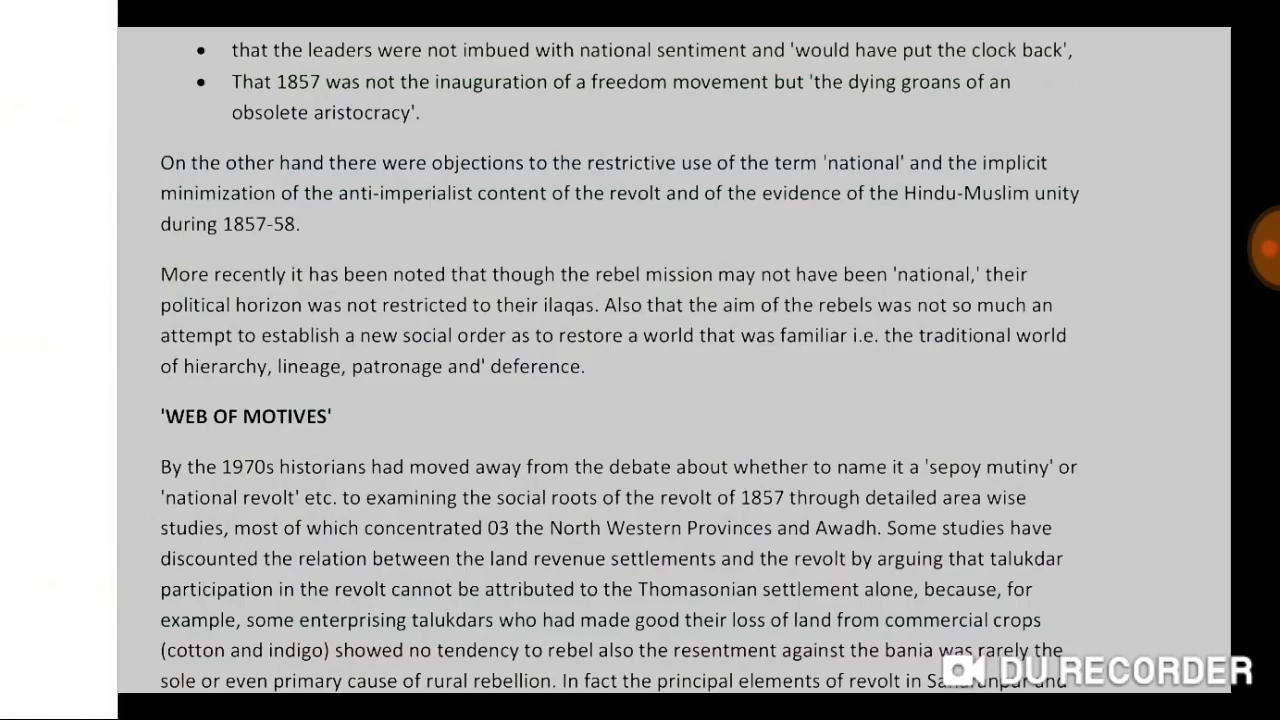 • that the leaders were not imbued with national sentiment and 'would have put the clock back',
• That 1857 was not the inauguration of a freedom movement but 'the dying groans of an
obsolete aristocracy'.
On the other hand there were objections to the restrictive use of the term 'national' and the implicit
minimization of the anti-imperialist content of the revolt and of the evidence of the Hindu-Muslim unity
during 1857-58.
More recently it has been noted that though the rebel mission may not have been 'national,' their
political horizon was not restricted to their ilaqas. Also that the aim of the rebels was not so much an
attempt to establish a new social order as to restore a world that was familiar i.e. the traditional world
of hierarchy, lineage, patronage and' deference.
'WEB OF MOTIVES'
By the 1970s historians had moved away from the debate about whether to name it a 'sepoy mutiny' or
'national revolt' etc. to examining the social roots of the revolt of 1857 through detailed area wise
studies, most of which concentrated 03 the North Western Provinces and Awadh. Some studies have
discounted the relation between the land revenue settlements and the revolt by arguing that talukdar
participation in the revolt cannot be attributed to the Thomasonian settlement alone, because, for
example, some enterprising talukdars who had made good their loss of land from commercial crops
(cotton and indigo) showed no tendency to rebel also the resentment against the bania was rarely the
sole or even primary cause of rural rebellion. In fact the principal elements of revolt in Saharunpur and
DU RECORDER